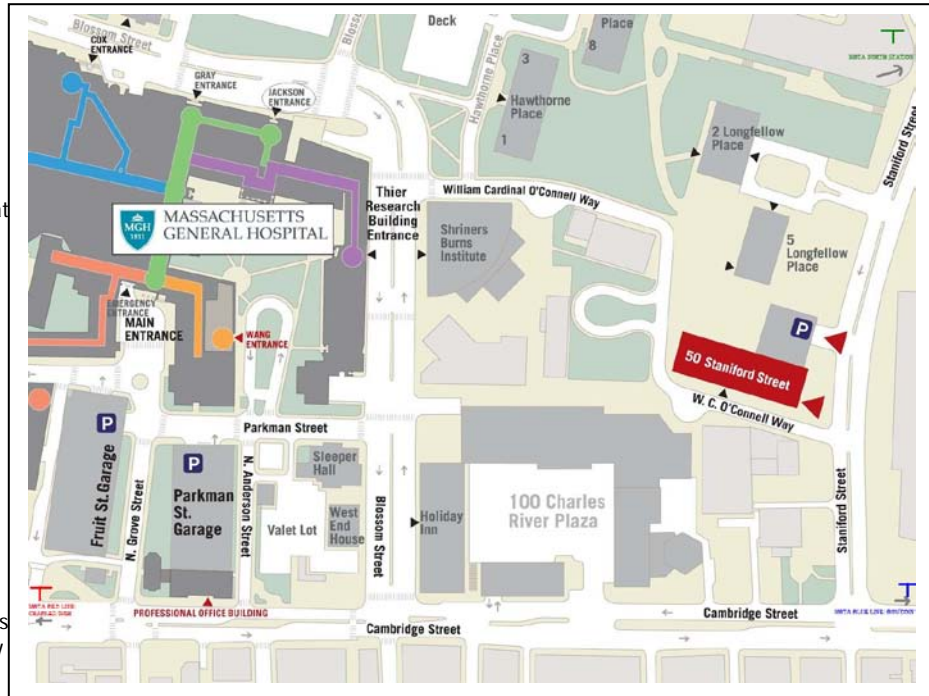 Deck
Blossom Street
COX
ENTRANCE
GRAY
ENTRANCE
JACKSON
ENTRANCE
Hawthorne Place
3
Hawthorne
Place
1
Place
8
2 Longfellow
Place
Staniford Street
William Cardinal O'Connell Way
Thier
Research
Building
Entrance
MGH
1811
MASSACHUSETTS
GENERAL HOSPITAL
Shriners
Burns
Institute
5
Longfellow
Place
P
50 Staniford Street
W. C. O'Connell Way
EMERGENCY
ENTRANCE
MAIN
ENTRANCE
WANG
ENTRANCE
Parkman Street
P
Fruit St. Garage
N. Grove Street
P
Parkman
St.
Garage
N. Anderson Street
Sleeper
Hall
Valet Lot
West
End
House
Blossom Street
Holiday
Inn
100 Charles
River Plaza
Staniford Street
PROFESSIONAL OFFICE BUILDING
Cambridge Street
Cambridge Street